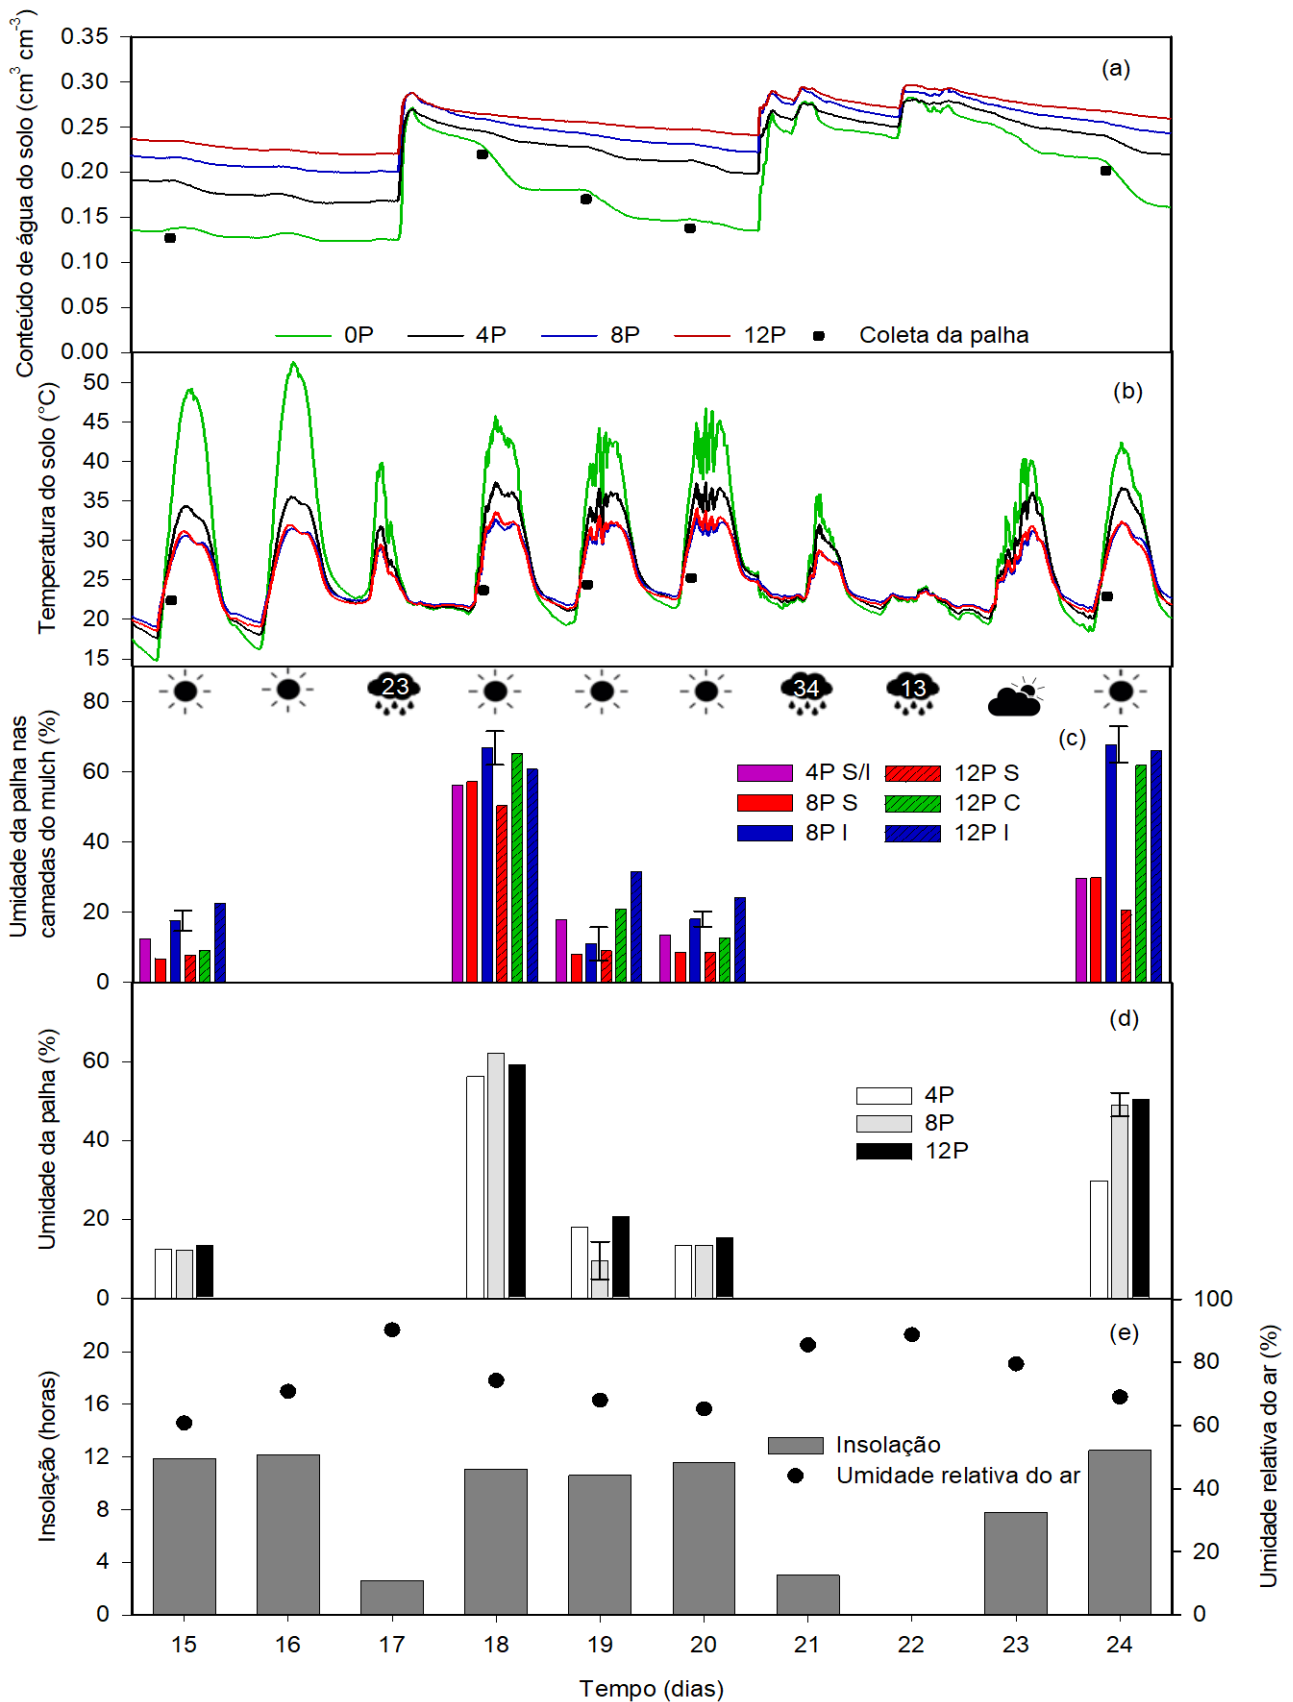 Conteúdo de água do solo (cm³ cm⁻³)
0.35
0.30
0.25
0.20
0.15
0.10
0.05
0.00
(a)
0P 4P 8P 12P Coleta da palha
Temperatura do solo (°C)
50
45
40
35
30
25
20
15
(b)
23 34 13
Umidade da palha nas
camadas do mulch (%)
80
60
40
20
0
(c)
4P S/I 12P S
8P S 12P C
8P I 12P I
Umidade da palha (%)
60
40
20
0
(d)
4P
8P
12P
Insolação (horas)
20
16
12
8
4
0
(e)
Insolação
Umidade relativa do ar
100
80
60
40
20
0
Umidade relativa do ar (%)
15 16 17 18 19 20 21 22 23 24
Tempo (dias)